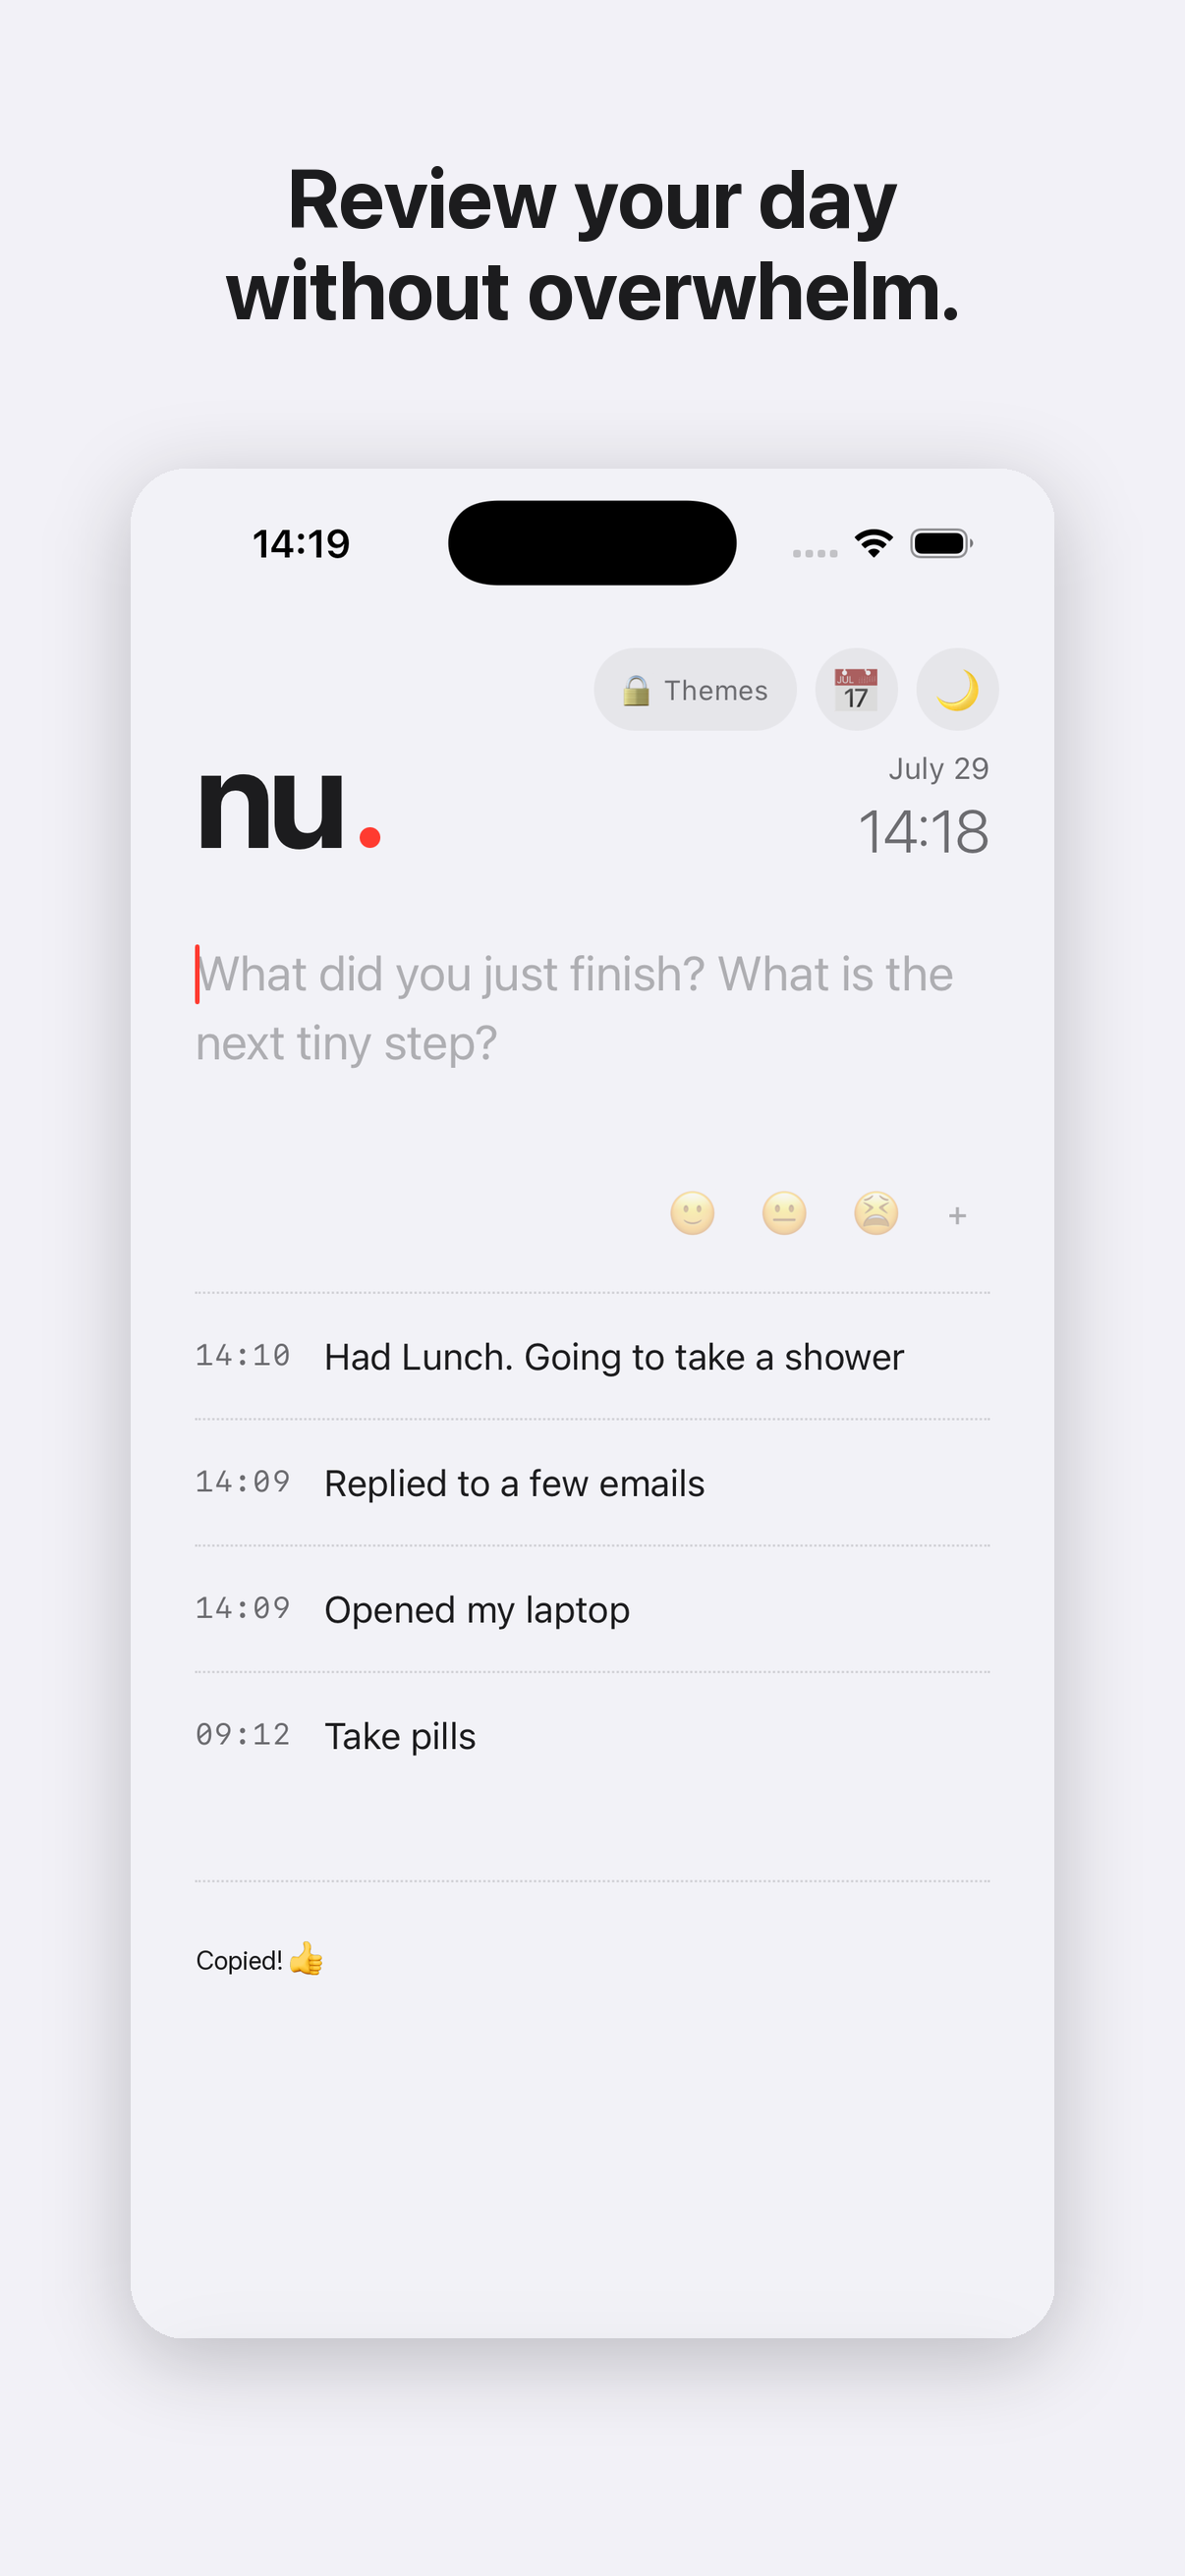 Review your day
without overwhelm.
14:19
🔒 Themes
JUL
17
July 29
nu.
14:18
What did you just finish? What is the
next tiny step?
+
14:10 Had Lunch. Going to take a shower
14:09 Replied to a few emails
14:09 Opened my laptop
09:12 Take pills
Copied! 👍